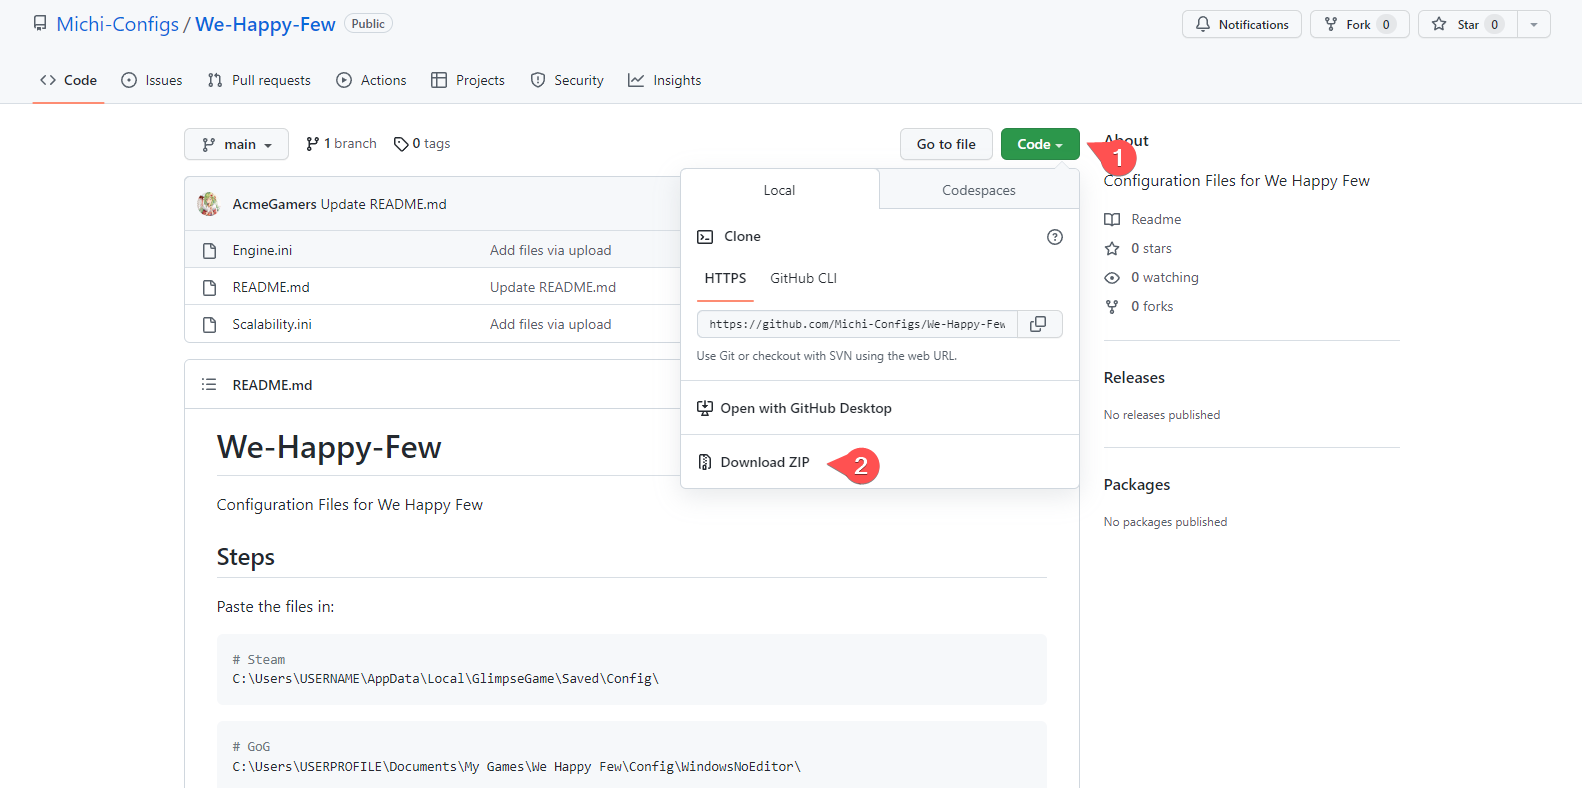 Michi-Configs / We-Happy-Few Public
Notifications Fork 0 Star 0
Code Issues Pull requests Actions Projects Security Insights
main 1 branch 0 tags Go to file Code 1
AcmeGamers Update README.md
Engine.ini Add files via upload
README.md Update README.md
Scalability.ini Add files via upload
Local Codespaces
Clone
HTTPS GitHub CLI
https://github.com/Michi-Configs/We-Happy-Few
Use Git or checkout with SVN using the web URL.
Open with GitHub Desktop
Download ZIP 2
README.md
We-Happy-Few
Configuration Files for We Happy Few
Steps
Paste the files in:
# Steam
C:\Users\USERNAME\AppData\Local\GlimpseGame\Saved\Config\
# GoG
C:\Users\USERPROFILE\Documents\My Games\We Happy Few\Config\WindowsNoEditor\
About
Configuration Files for We Happy Few
Readme
0 stars
0 watching
0 forks
Releases
No releases published
Packages
No packages published